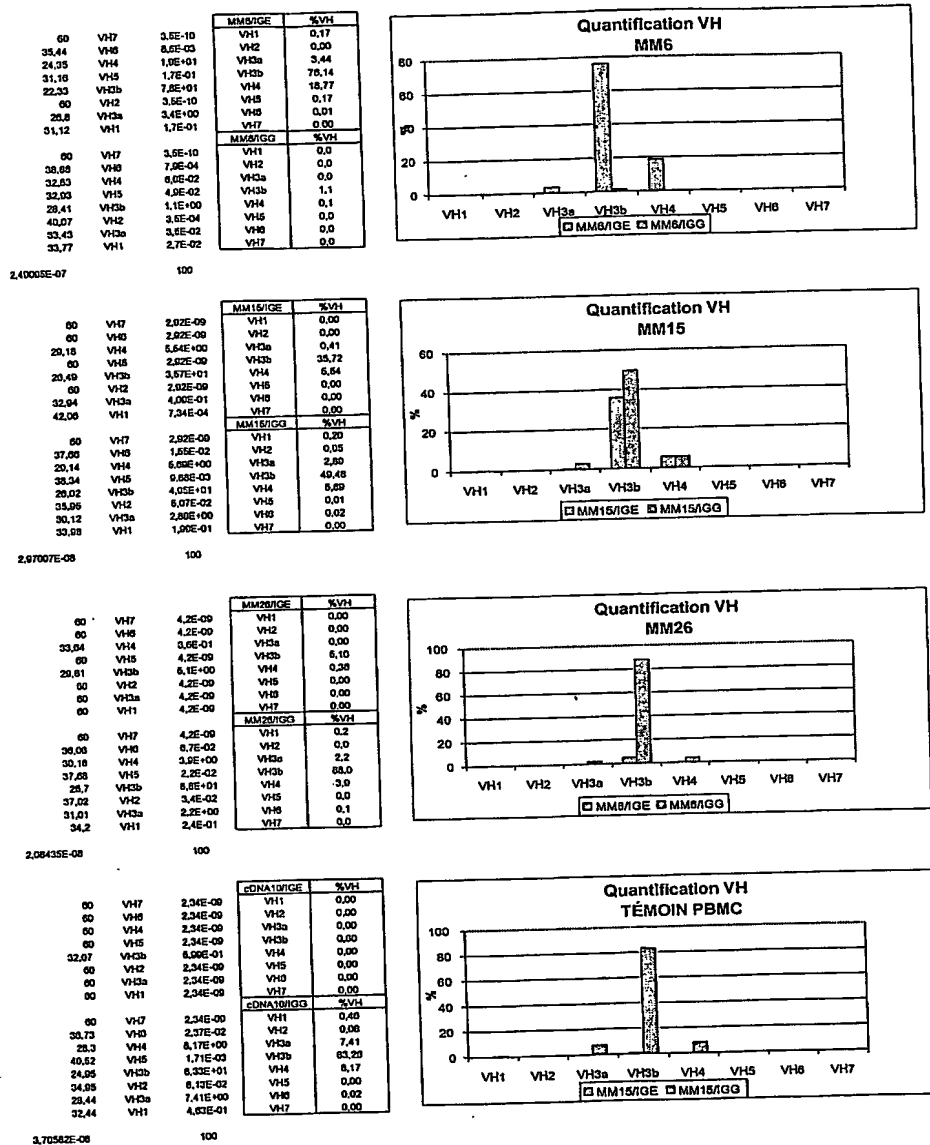 MM6/IGE %VH
60 VH7 3,5E-10 VH1 0,17
35,44 VH6 8,5E-03 VH2 0,00
24,35 VH4 1,9E+01 VH3a 3,44
31,16 VH5 1,7E-01 VH3b 76,14
22,33 VH3b 7,6E+01 VH4 18,77
60 VH2 3,5E-10 VH5 0,17
26,8 VH3a 3,4E+00 VH6 0,01
31,12 VH1 1,7E-01 VH7 0,00
MM6/IGG %VH
60 VH7 3,5E-10 VH1 0,0
38,88 VH6 7,9E-04 VH2 0,0
32,63 VH4 VH3a 0,0
32,93 VH5 4,9E-02 VH3b 1,1
28,41 VH3b 1,1E+00 VH4 0,1
40,07 VH2 3,5E-04 VH5 0,0
33,43 VH3a 3,5E-02 VH6 0,0
33,77 VH1 2,7E-02 VH7 0,0
2,40005E-07 100
Quantification VH
MM6
80
60
40
20
0
VH1 VH2 VH3a VH3b VH4 VH5 VH6 VH7
MM6/IGE MM6/IGG
MM15/IGE %VH
60 VH7 2,92E-09 VH1 0,00
60 VH6 2,92E-09 VH2 0,00
29,18 VH4 5,54E+00 VH3a 0,41
60 VH5 2,92E-09 VH3b 35,72
26,49 VH3b 3,57E+01 VH4 5,54
60 VH2 2,92E-09 VH5 0,00
32,94 VH3a 4,00E-01 VH6 0,00
42,06 VH1 7,34E-04 VH7 0,00
MM15/IGG %VH
60 VH7 2,92E-09 VH1 0,20
37,66 VH6 1,55E-02 VH2 0,05
29,14 VH4 5,69E+00 VH3a 2,80
38,34 VH5 9,68E-03 VH3b 49,48
26,02 VH3b 4,95E+01 VH4 5,69
35,96 VH2 5,07E-02 VH5 0,01
30,12 VH3a 2,80E+00 VH6 0,02
33,98 VH1 VH7 0,00
2,97007E-08 100
Quantification VH
MM15
%
60
40
20
0
VH1 VH2 VH3a VH3b VH4 VH5 VH6 VH7
MM15/IGE MM15/IGG
MM26/IGE %VH
60 VH7 4,2E-09 VH1 0,00
60 VH6 4,2E-09 VH2 0,00
33,64 VH4 3,6E-01 VH3a 0,00
60 VH5 4,2E-09 VH3b 5,10
29,81 VH3b 5,1E+00 VH4 0,36
60 VH2 4,2E-09 VH5 0,00
60 VH3a 4,2E-09 VH6 0,00
60 VH1 4,2E-09 VH7 0,00
MM26/IGG %VH
60 VH7 4,2E-09 VH1 0,2
36,06 VH6 6,7E-02 VH2 0,0
30,16 VH4 3,9E+00 VH3a 2,2
37,68 VH5 2,2E-02 VH3b 88,0
25,7 VH3b 8,8E+01 VH4 3,9
37,02 VH2 3,4E-02 VH5 0,0
31,01 VH3a 2,2E+00 VH6 0,1
34,2 VH1 2,4E-01 VH7 0,0
2,08435E-08 100
Quantification VH
MM26
%
100
80
60
40
20
0
VH1 VH2 VH3a VH3b VH4 VH5 VH6 VH7
MM6/IGE MM6/IGG
cDNA10/IGE %VH
60 VH7 2,34E-09 VH1 0,00
60 VH6 2,34E-09 VH2 0,00
60 VH4 2,34E-09 VH3a 0,00
60 VH5 2,34E-09 VH3b 0,00
32,07 VH3b 6,99E-01 VH4 0,00
60 VH2 2,34E-09 VH5 0,00
60 VH3a 2,34E-09 VH6 0,00
60 VH1 2,34E-09 VH7 0,00
cDNA10/IGG %VH
60 VH7 2,34E-09 VH1 0,46
36,73 VH6 2,37E-02 VH2 0,08
28,3 VH4 8,17E+00 VH3a 7,41
40,52 VH5 1,71E-03 VH3b 83,20
24,95 VH3b 8,33E+01 VH4 8,17
34,95 VH2 8,13E-02 VH5 0,00
28,44 VH3a 7,41E+00 VH6 0,02
32,44 VH1 4,63E-01 VH7 0,00
3,70582E-08 100
Quantification VH
TÉMOIN PBMC
%
100
80
60
40
20
0
VH1 VH2 VH3a VH3b VH4 VH5 VH6 VH7
MM15/IGE MM15/IGG